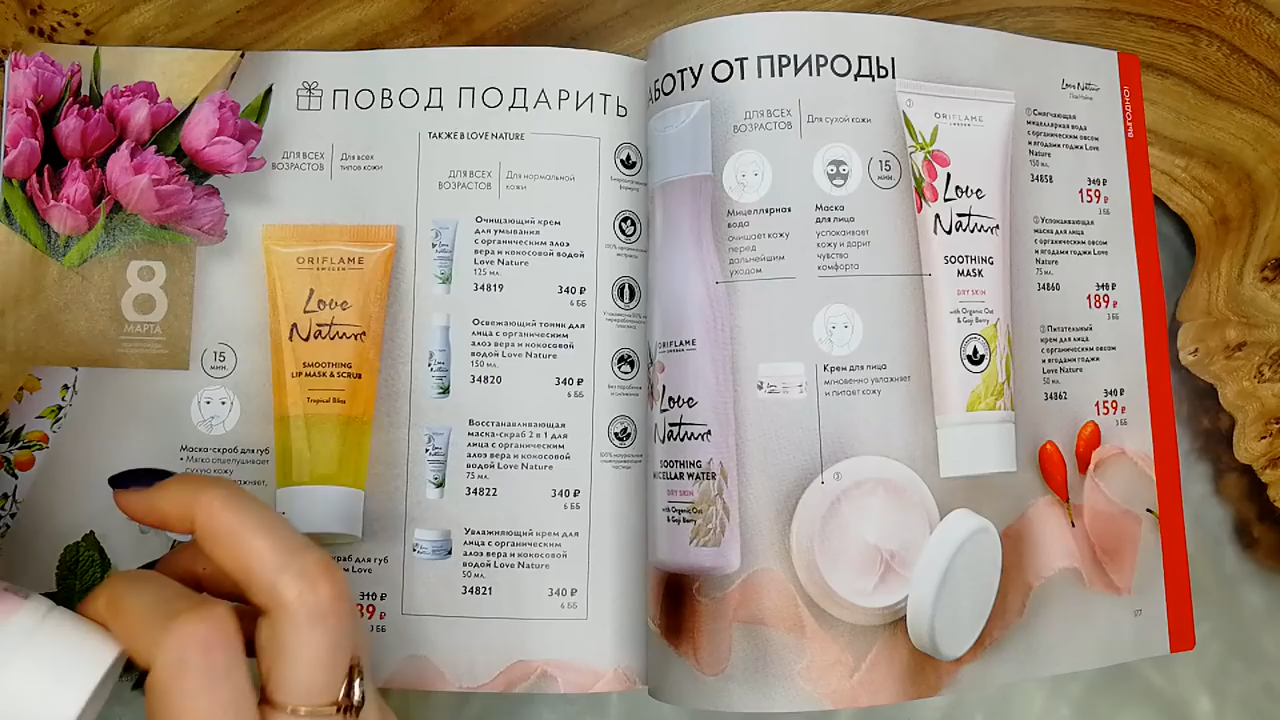 ПОВОД ПОДАРИТЬ
8
МАРТА
ДЛЯ ВСЕХ
ВОЗРАСТОВ
Для всех
типов кожи
ORIFLAME
SWEDEN
Love
Nature
SMOOTHING
LIP MASK & SCRUB
Tropical Bliss
15
МИН.
Маска-скраб для губ
• Мягко отшелушивает
сухую кожу
310 ₽
3 ББ
ТАКЖЕ В LOVE NATURE
ДЛЯ ВСЕХ
ВОЗРАСТОВ
Для нормальной
кожи
Очищающий крем
для умывания
с органическим алоэ
вера и кокосовой водой
Love Nature
125 мл.
34819 340 ₽
6 ББ
Освежающий тоник для
лица с органическим
алоэ вера и кокосовой
водой Love Nature
150 мл.
34820 340 ₽
6 ББ
Восстанавливающая
маска-скраб 2 в 1 для
лица с органическим
алоэ вера и кокосовой
водой Love Nature
75 мл.
34822 340 ₽
6 ББ
Увлажняющий крем для
лица с органическим
алоэ вера и кокосовой
водой Love Nature
50 мл.
34821 340 ₽
6 ББ
АБОТУ ОТ ПРИРОДЫ
ДЛЯ ВСЕХ
ВОЗРАСТОВ
Для сухой кожи
15
МИН.
Мицеллярная
вода
очищает кожу
перед
дальнейшим
уходом
Маска
для лица
успокаивает
кожу и дарит
чувство
комфорта
Крем для лица
мгновенно увлажняет
и питает кожу
ORIFLAME
Love
Nature
SOOTHING
MICELLAR WATER
DRY SKIN
with Organic Oat
& Goji Berry
ORIFLAME
SWEDEN
Love
Nature
SOOTHING
MASK
DRY SKIN
with Organic Oat
& Goji Berry
Love Nature
① Смягчающая
мицеллярная вода
с органическим овсом
и ягодами годжи Love
Nature
150 мл.
34858 340 ₽
159 ₽
3 ББ
② Успокаивающая
маска для лица
с органическим овсом
и ягодами годжи Love
Nature
75 мл.
34860 340 ₽
189 ₽
3 ББ
③ Питательный
крем для лица
с органическим овсом
и ягодами годжи
Love Nature
50 мл.
34862 340 ₽
159 ₽
3 ББ
ВЫГОДНО!